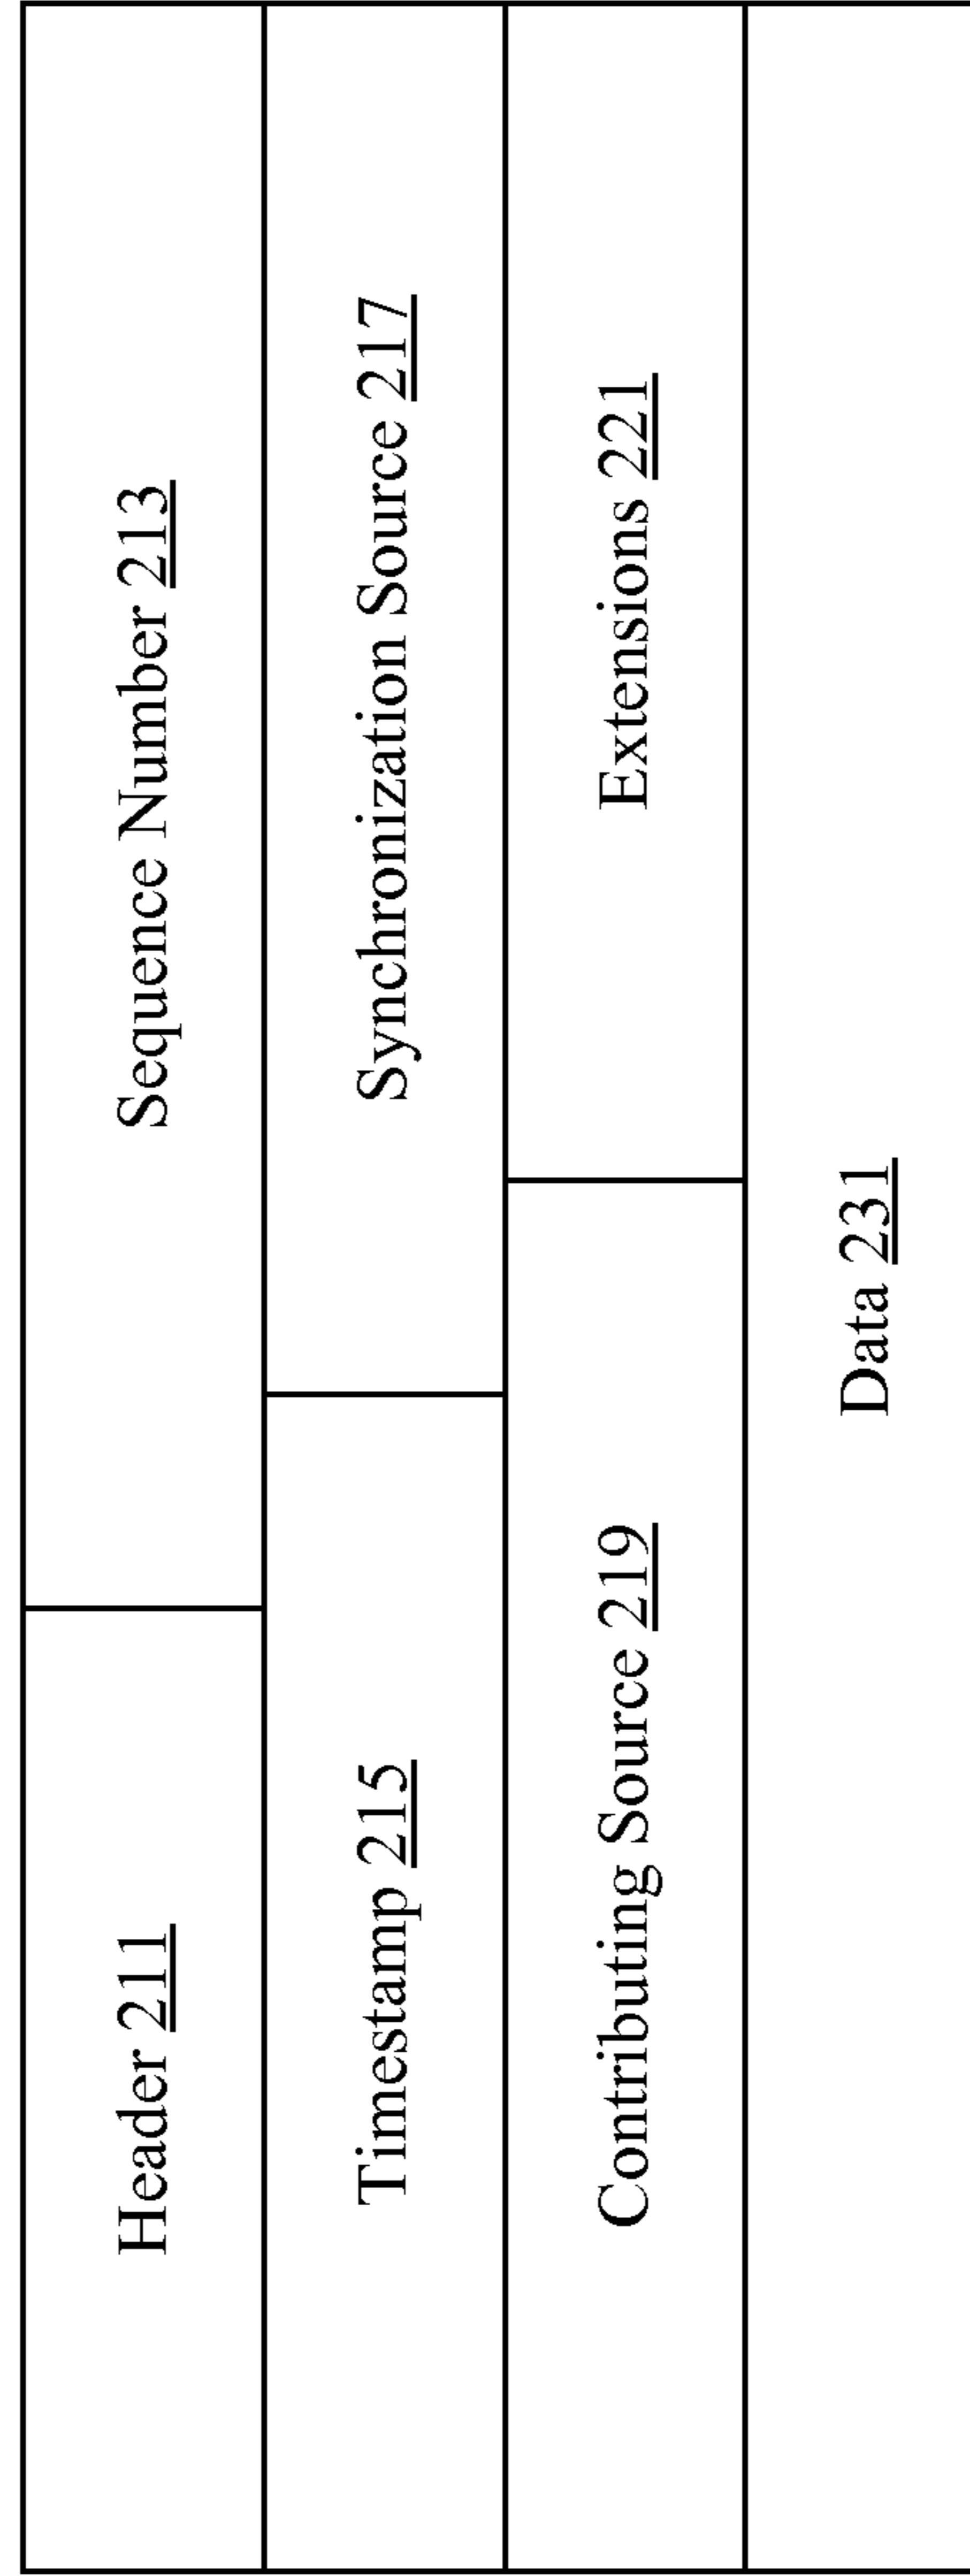 Header 211
Sequence Number 213
Timestamp 215
Synchronization Source 217
Contributing Source 219
Extensions 221
Data 231